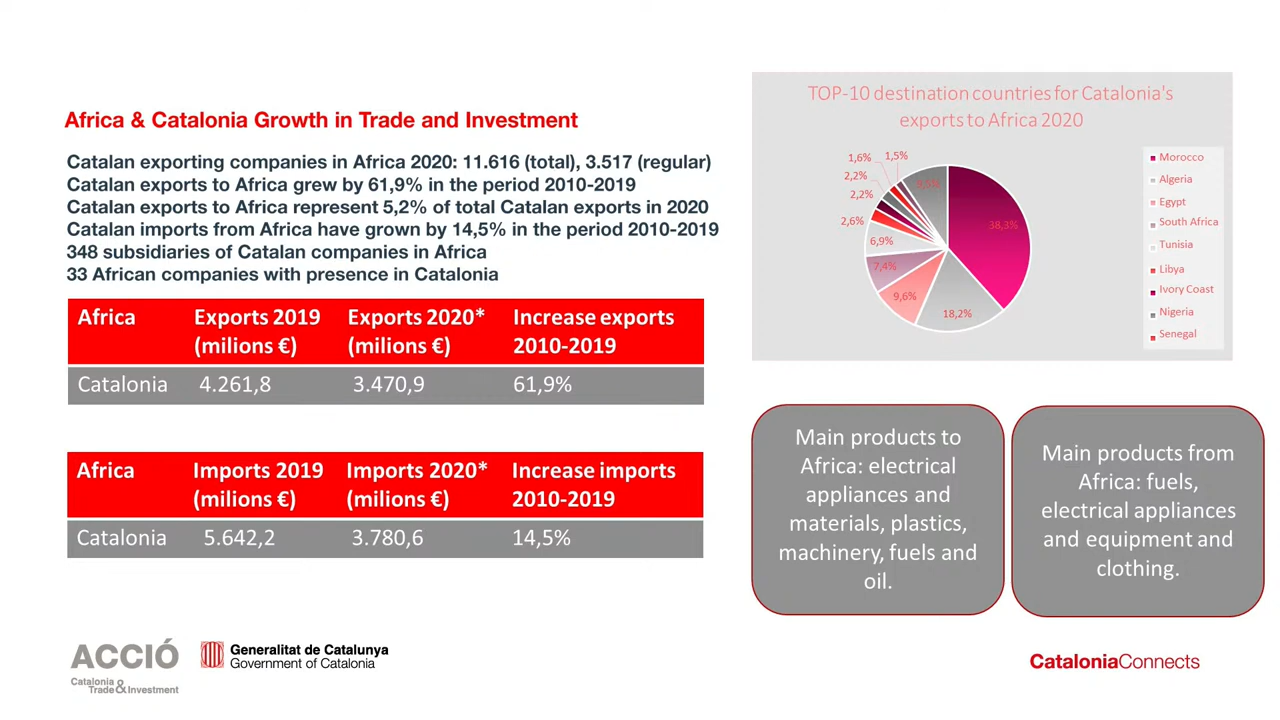 Africa & Catalonia Growth in Trade and Investment
Catalan exporting companies in Africa 2020: 11.616 (total), 3.517 (regular)
Catalan exports to Africa grew by 61,9% in the period 2010-2019
Catalan exports to Africa represent 5,2% of total Catalan exports in 2020
Catalan imports from Africa have grown by 14,5% in the period 2010-2019
348 subsidiaries of Catalan companies in Africa
33 African companies with presence in Catalonia
Africa Exports 2019 Exports 2020* Increase exports
(milions €) (milions €) 2010-2019
Catalonia 4.261,8 3.470,9 61,9%
Africa Imports 2019 Imports 2020* Increase imports
(milions €) (milions €) 2010-2019
Catalonia 5.642,2 3.780,6 14,5%
TOP-10 destination countries for Catalonia's
exports to Africa 2020
1,6%
1,5%
2,2%
2,2%
2,6%
6,9%
7,4%
9,6%
18,2%
38,3%
9,5%
Morocco
Algeria
Egypt
South Africa
Tunisia
Libya
Ivory Coast
Nigeria
Senegal
Main products to
Africa: electrical
appliances and
materials, plastics,
machinery, fuels and
oil.
Main products from
Africa: fuels,
electrical appliances
and equipment and
clothing.
ACCIÓ
Catalonia
Trade & Investment
Generalitat de Catalunya
Government of Catalonia
CataloniaConnects